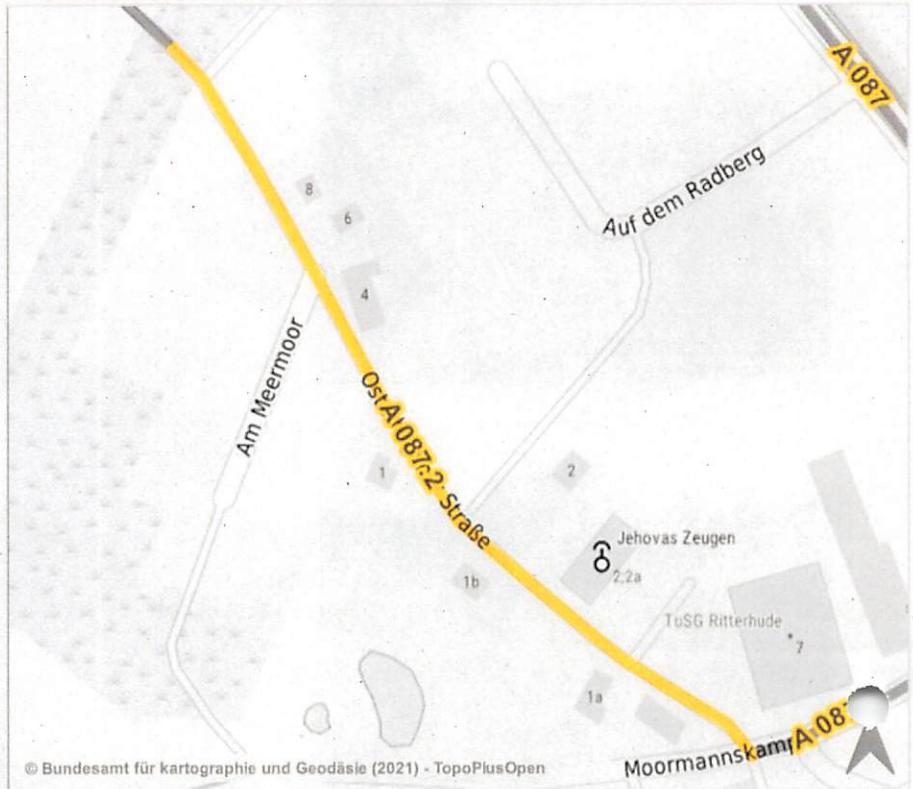 A 087
Auf dem Radberg
8
6
4
Am Meermoor
Ost
A 087.2
Straße
1
2
Jehovas Zeugen
2,2a
1b
TuSG Ritterhude
7
1a
Moormannskamp
A 087
© Bundesamt für kartographie und Geodäsie (2021) - TopoPlusOpen